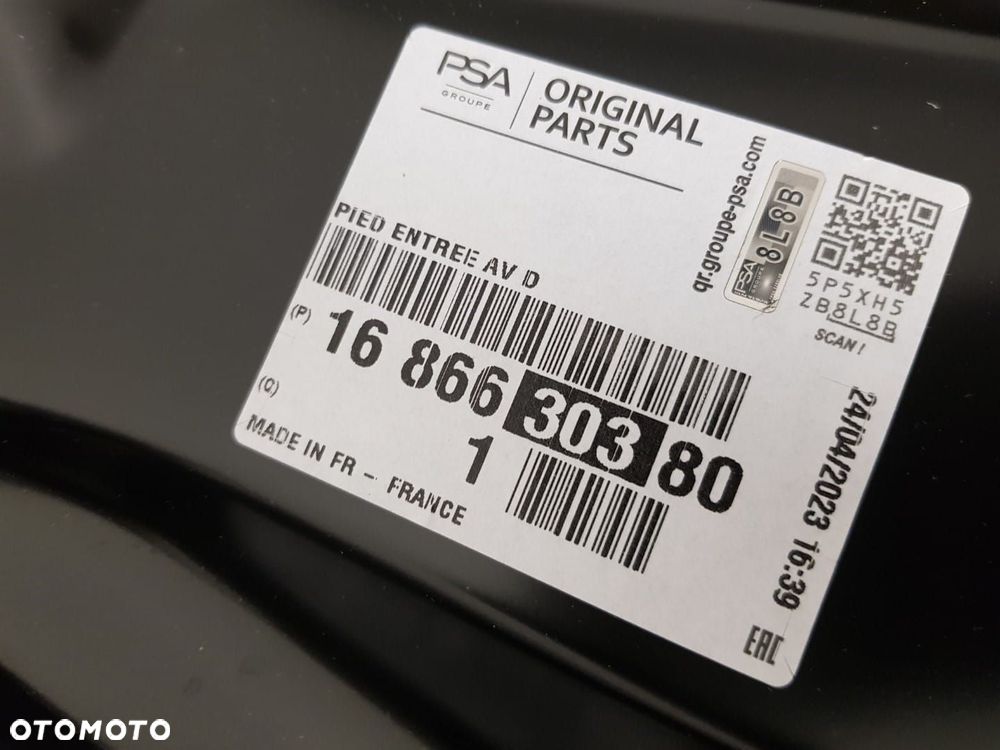 PSA
GROUPE
ORIGINAL
PARTS
qr.groupe-psa.com
PSA
GROUPE
8L8B
5P5XH5
ZB8L8B
SCAN!
PIED ENTREE AV D
(P) 16 866 303 80
(Q) 1
MADE IN FR - FRANCE
24/04/2023 16:39
EAC
OTOMOTO